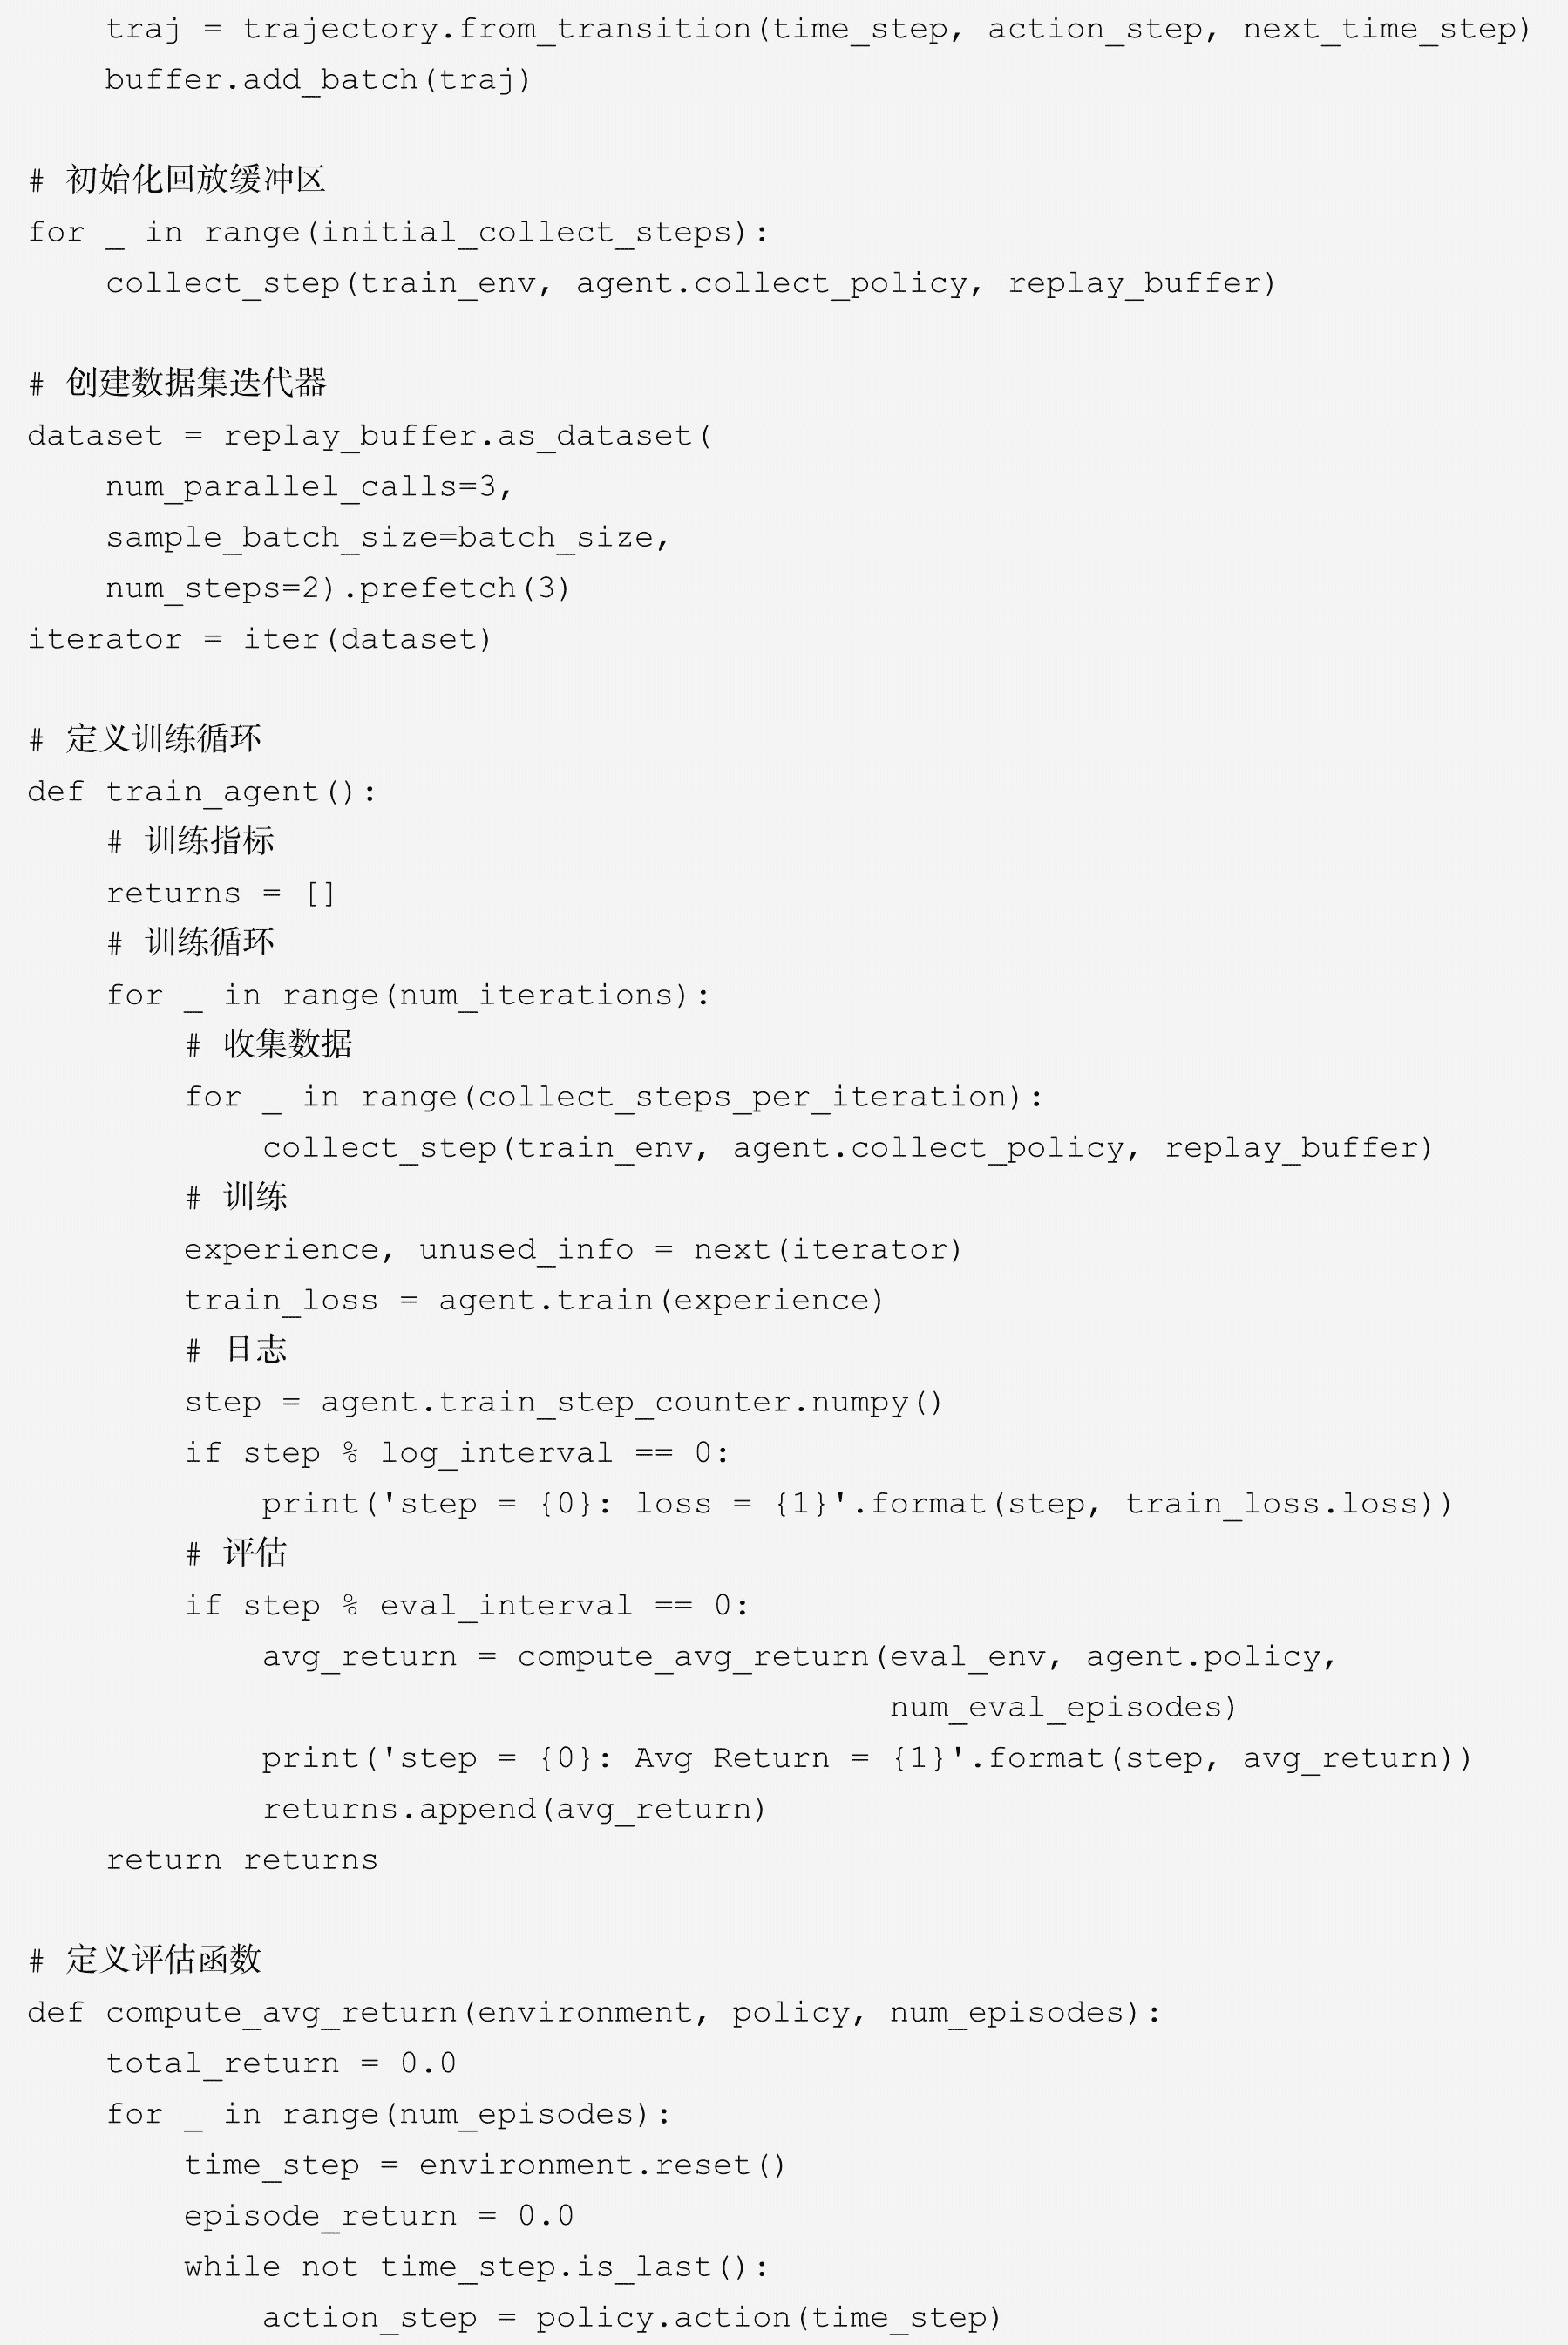 traj = trajectory.from_transition(time_step, action_step, next_time_step)
    buffer.add_batch(traj)

# 初始化回放缓冲区
for _ in range(initial_collect_steps):
    collect_step(train_env, agent.collect_policy, replay_buffer)

# 创建数据集迭代器
dataset = replay_buffer.as_dataset(
    num_parallel_calls=3,
    sample_batch_size=batch_size,
    num_steps=2).prefetch(3)
iterator = iter(dataset)

# 定义训练循环
def train_agent():
    # 训练指标
    returns = []
    # 训练循环
    for _ in range(num_iterations):
        # 收集数据
        for _ in range(collect_steps_per_iteration):
            collect_step(train_env, agent.collect_policy, replay_buffer)
        # 训练
        experience, unused_info = next(iterator)
        train_loss = agent.train(experience)
        # 日志
        step = agent.train_step_counter.numpy()
        if step % log_interval == 0:
            print('step = {0}: loss = {1}'.format(step, train_loss.loss))
        # 评估
        if step % eval_interval == 0:
            avg_return = compute_avg_return(eval_env, agent.policy,
                                            num_eval_episodes)
            print('step = {0}: Avg Return = {1}'.format(step, avg_return))
            returns.append(avg_return)
    return returns

# 定义评估函数
def compute_avg_return(environment, policy, num_episodes):
    total_return = 0.0
    for _ in range(num_episodes):
        time_step = environment.reset()
        episode_return = 0.0
        while not time_step.is_last():
            action_step = policy.action(time_step)